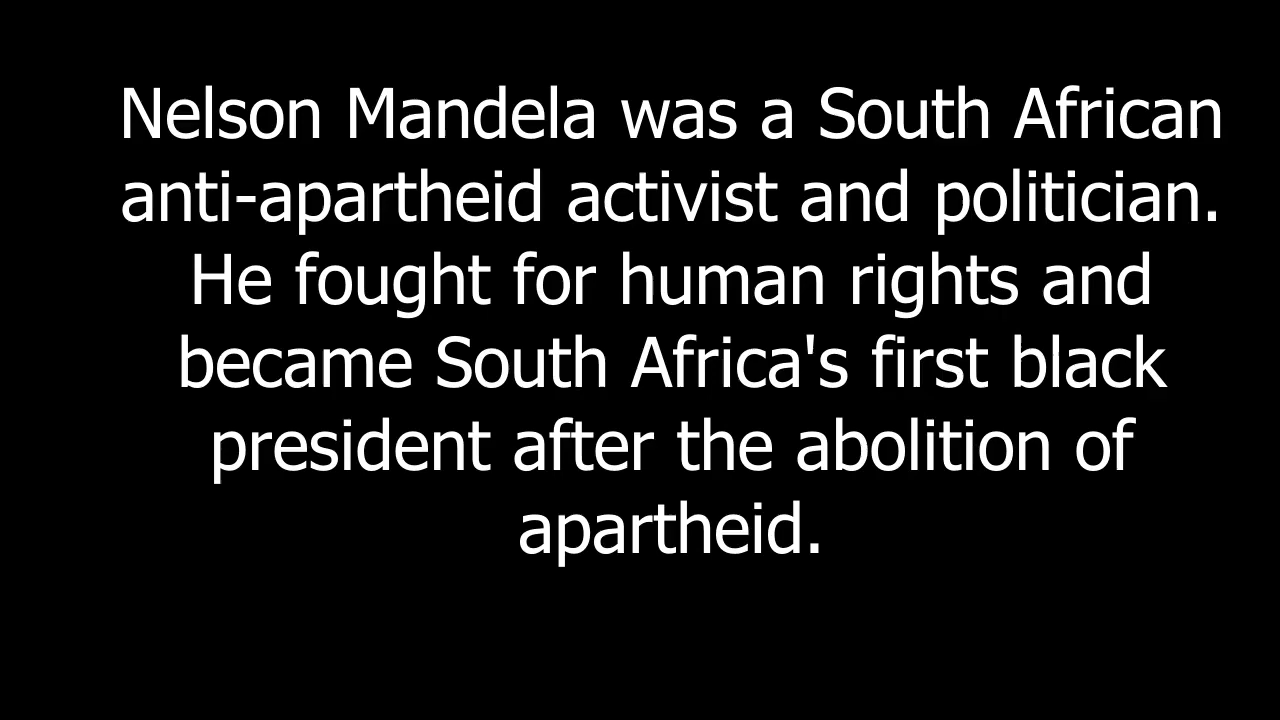 Nelson Mandela was a South African
anti-apartheid activist and politician.
He fought for human rights and
became South Africa's first black
president after the abolition of
apartheid.